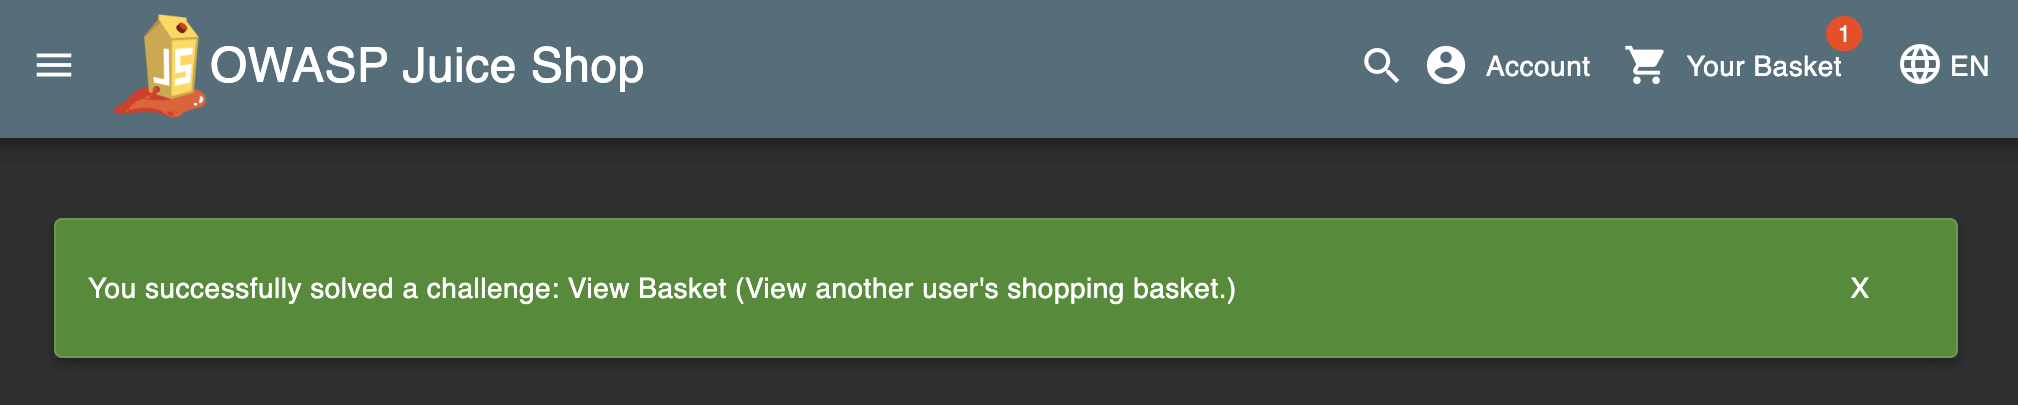 JS
OWASP Juice Shop
Account
Your Basket
1
EN
You successfully solved a challenge: View Basket (View another user's shopping basket.)
X